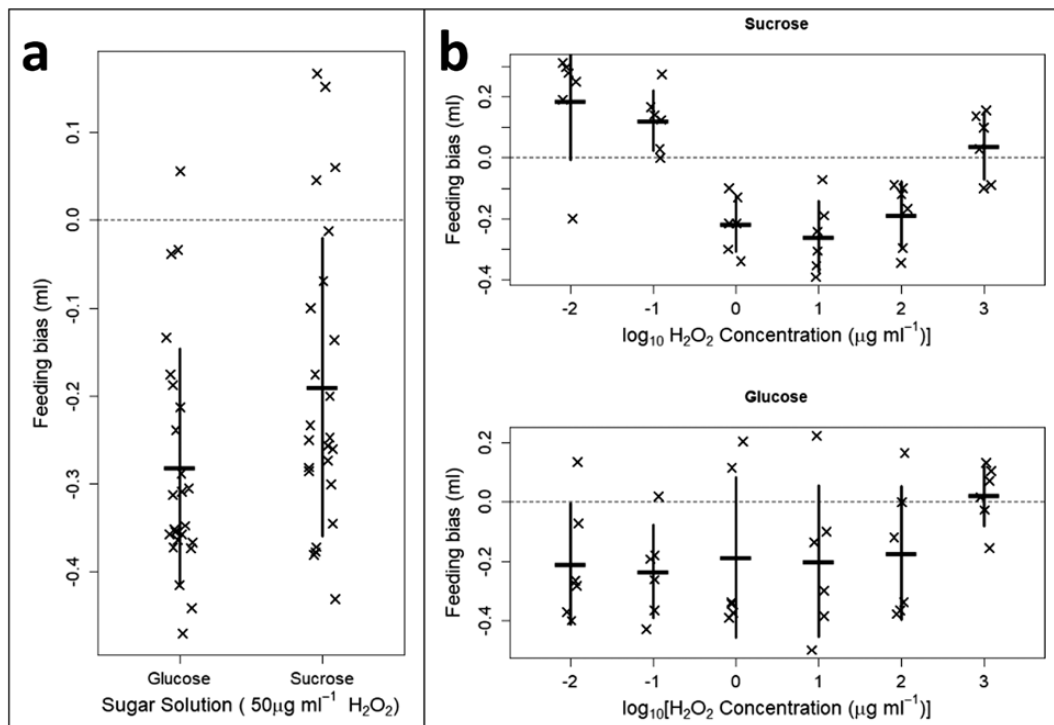 a
Feeding bias (ml)
0.1
0.0
-0.1
-0.2
-0.3
-0.4
Glucose Sucrose
Sugar Solution ( 50µg ml⁻¹ H₂O₂)
b
Sucrose
Feeding bias (ml)
0.2
0.0
-0.2
-0.4
-2 -1 0 1 2 3
log₁₀ H₂O₂ Concentration (µg ml⁻¹)]
Glucose
Feeding bias (ml)
0.2
0.0
-0.2
-0.4
-2 -1 0 1 2 3
log₁₀[H₂O₂ Concentration (µg ml⁻¹)]